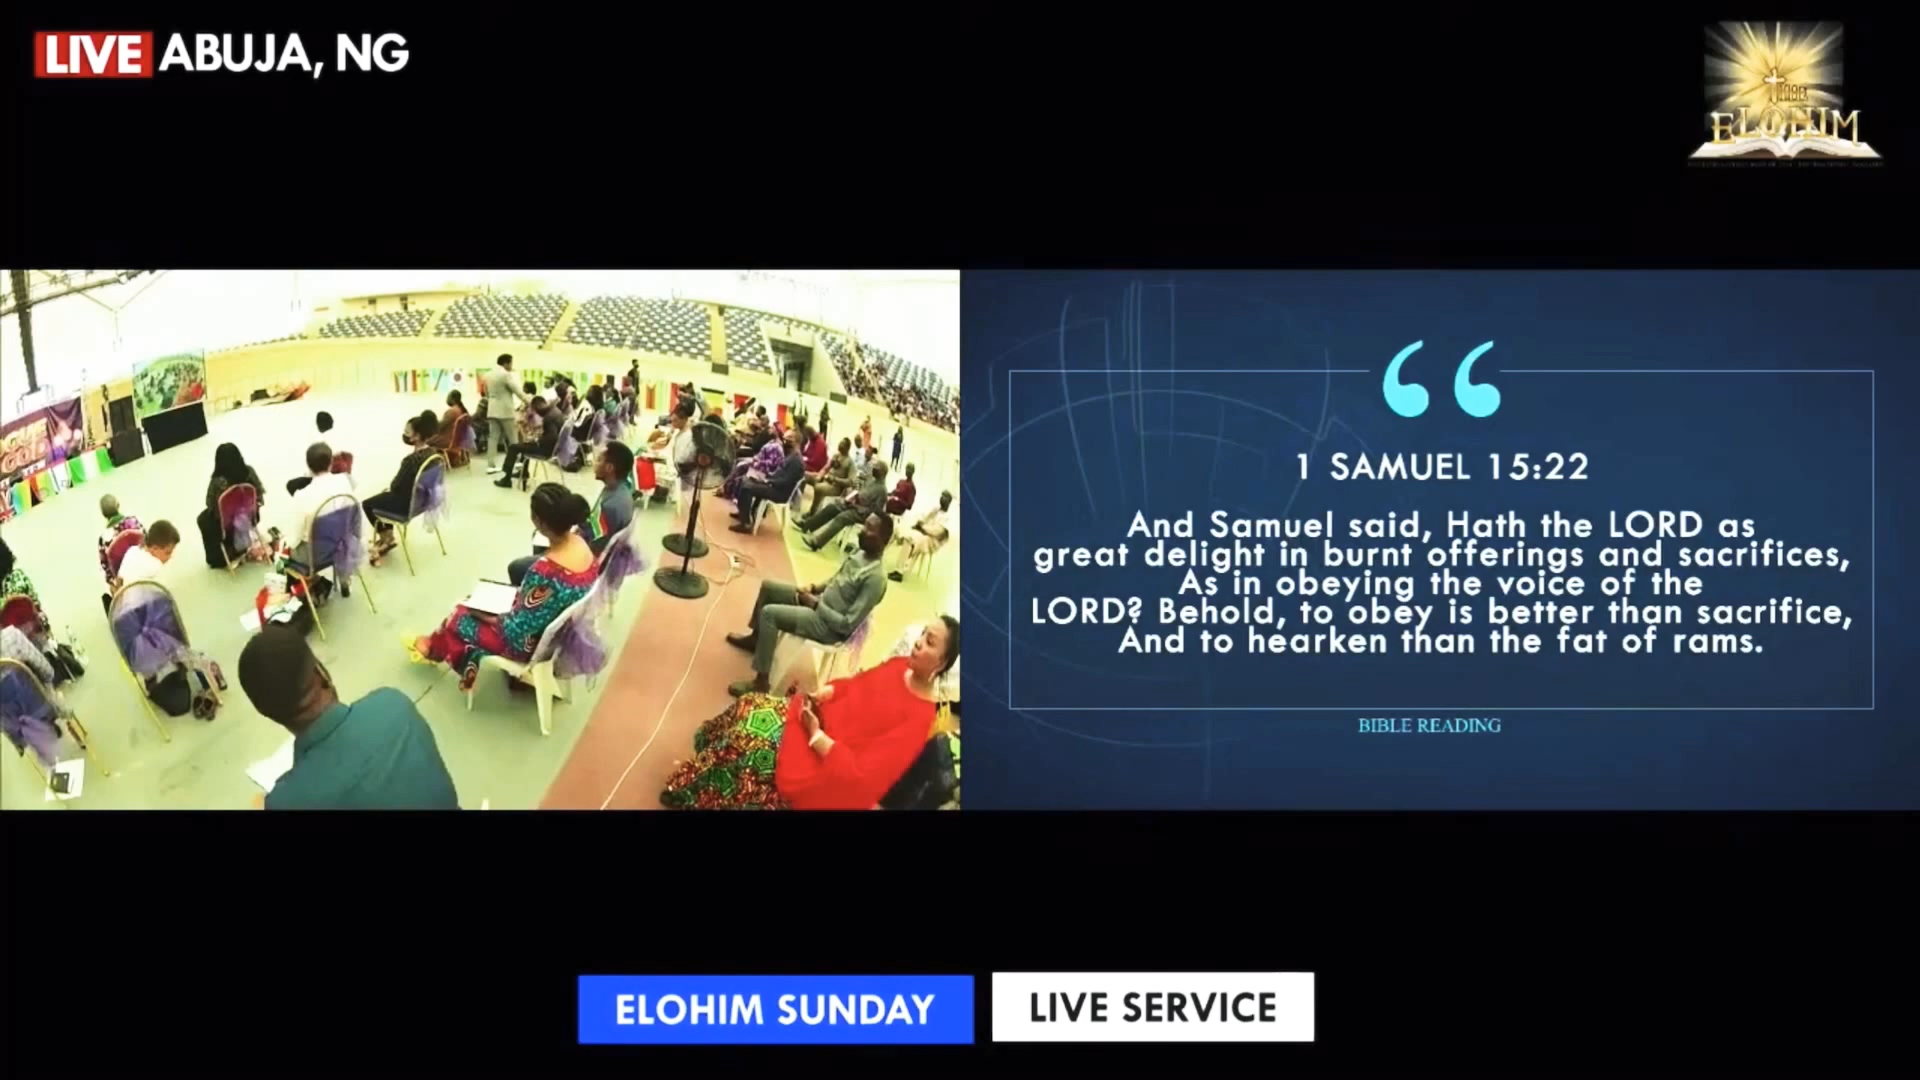 LIVE ABUJA, NG
THE
ELOHIM
GOD
1 SAMUEL 15:22
And Samuel said, Hath the LORD as
great delight in burnt offerings and sacrifices,
As in obeying the voice of the
LORD? Behold, to obey is better than sacrifice,
And to hearken than the fat of rams.
BIBLE READING
ELOHIM SUNDAY
LIVE SERVICE